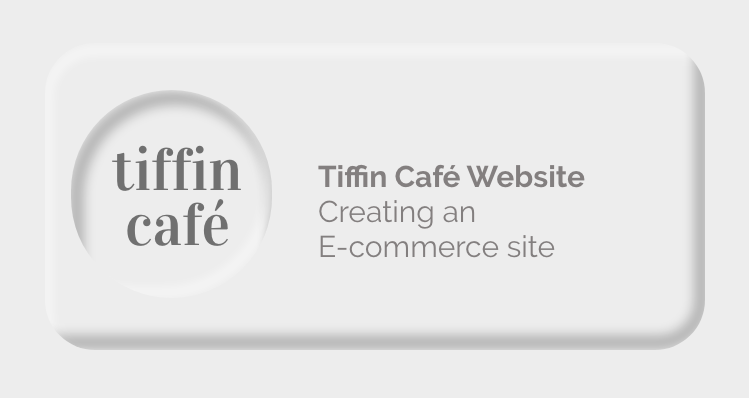 tiffin
café
Tiffin Café Website
Creating an
E-commerce site